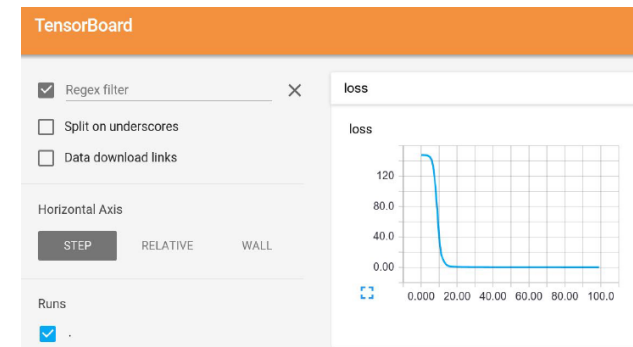 TensorBoard
Regex filter
Split on underscores
Data download links
Horizontal Axis
STEP RELATIVE WALL
Runs
.
loss
loss
120
80.0
40.0
0.00
0.000 20.00 40.00 60.00 80.00 100.0